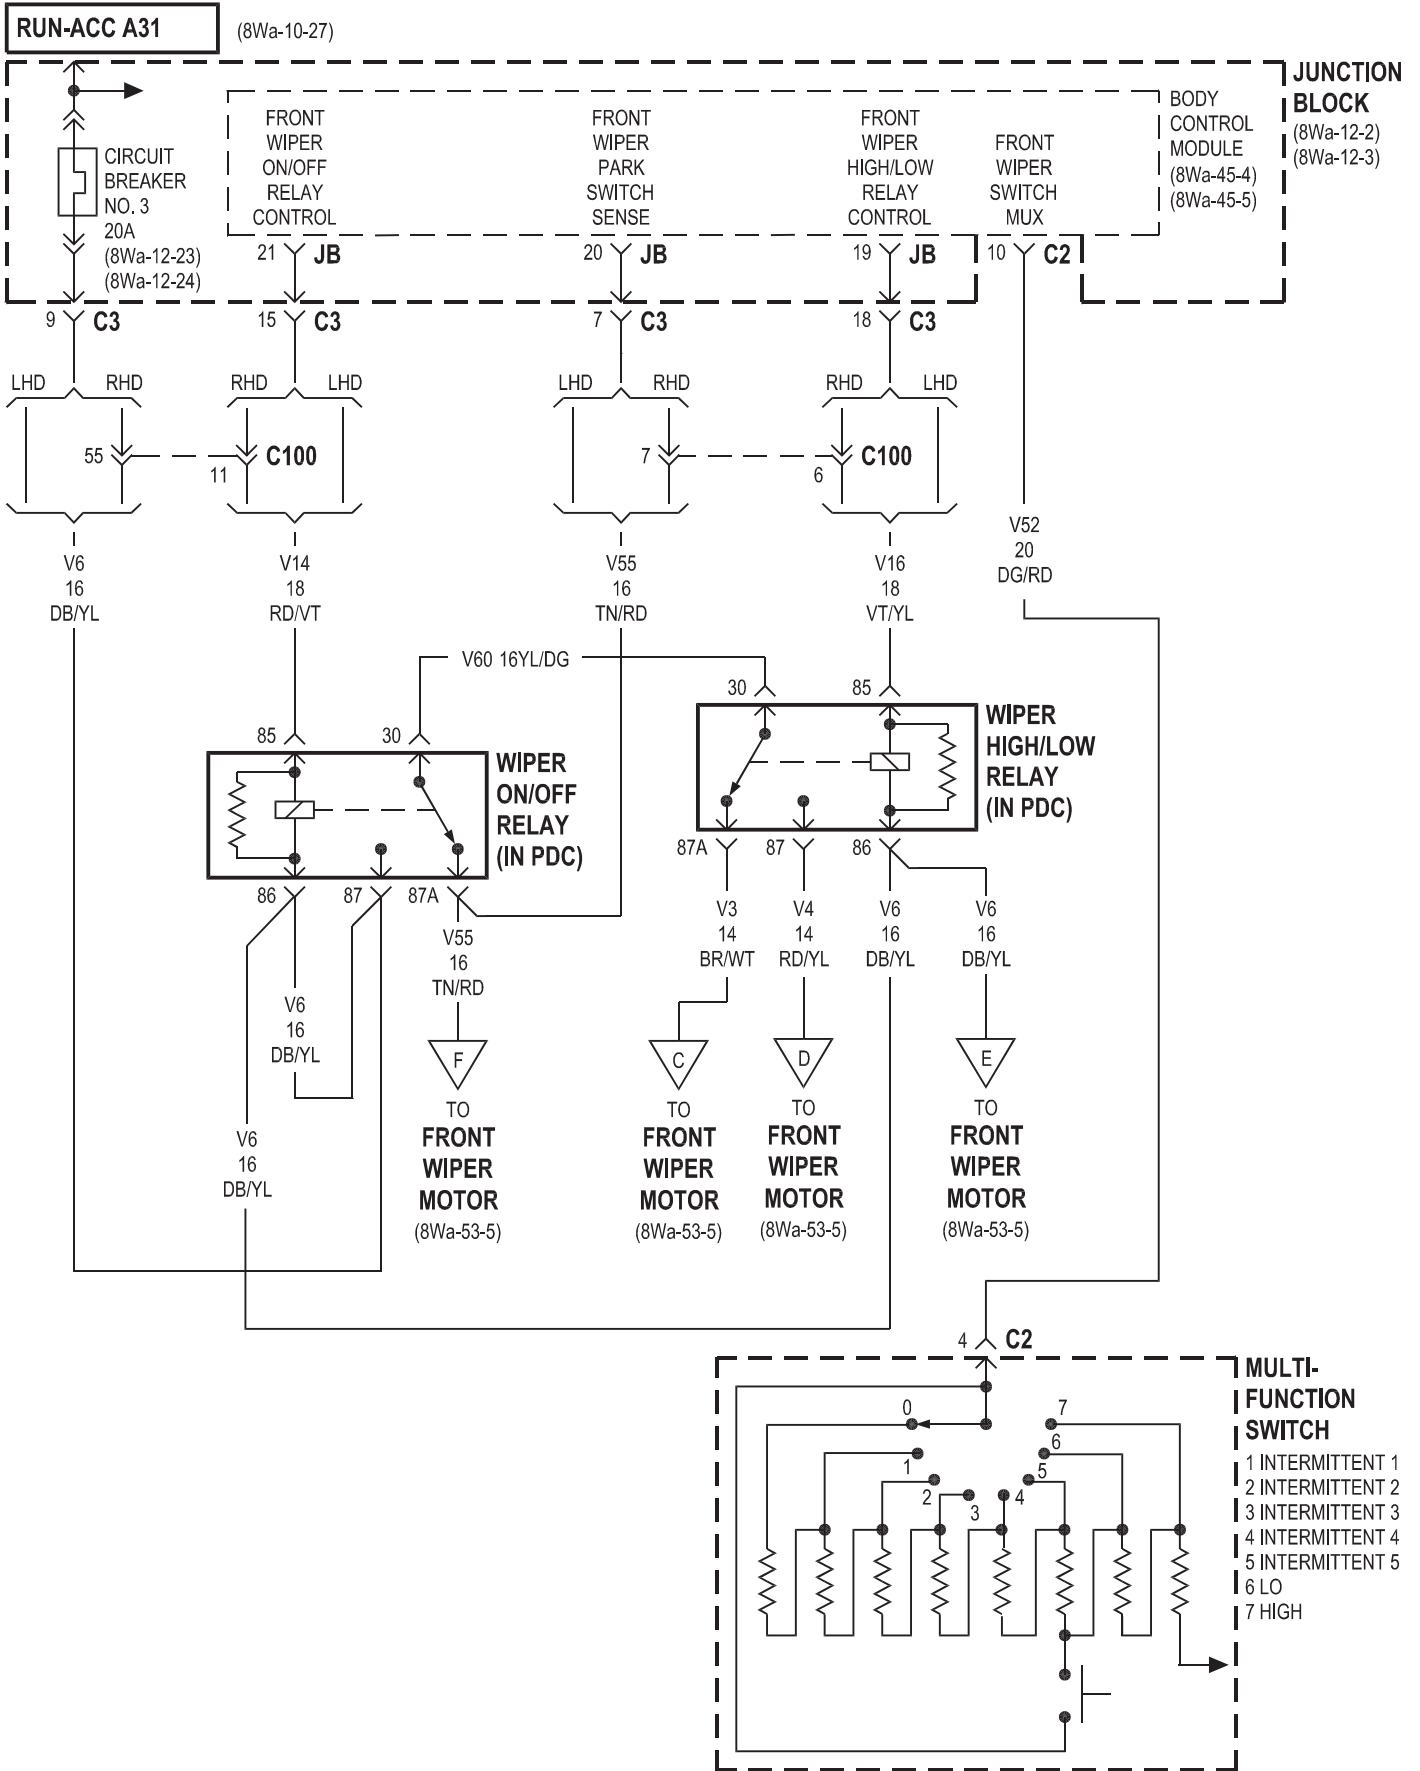 RUN-ACC A31
(8Wa-10-27)
JUNCTION
BLOCK
(8Wa-12-2)
(8Wa-12-3)
BODY
CONTROL
MODULE
(8Wa-45-4)
(8Wa-45-5)
CIRCUIT
BREAKER
NO. 3
20A
(8Wa-12-23)
(8Wa-12-24)
FRONT
WIPER
ON/OFF
RELAY
CONTROL
FRONT
WIPER
PARK
SWITCH
SENSE
FRONT
WIPER
HIGH/LOW
RELAY
CONTROL
FRONT
WIPER
SWITCH
MUX
21 JB
20 JB
19 JB
10 C2
9 C3
15 C3
7 C3
18 C3
LHD RHD
RHD LHD
LHD RHD
RHD LHD
55
11
C100
7
6
C100
V6
16
DB/YL
V14
18
RD/VT
V55
16
TN/RD
V16
18
VT/YL
V52
20
DG/RD
V60 16YL/DG
85 30
WIPER
ON/OFF
RELAY
(IN PDC)
86 87 87A
30 85
WIPER
HIGH/LOW
RELAY
(IN PDC)
87A 87 86
V55
16
TN/RD
V3
14
BR/WT
V4
14
RD/YL
V6
16
DB/YL
V6
16
DB/YL
V6
16
DB/YL
V6
16
DB/YL
F
TO
FRONT
WIPER
MOTOR
(8Wa-53-5)
C
TO
FRONT
WIPER
MOTOR
(8Wa-53-5)
D
TO
FRONT
WIPER
MOTOR
(8Wa-53-5)
E
TO
FRONT
WIPER
MOTOR
(8Wa-53-5)
4 C2
MULTI-
FUNCTION
SWITCH
1 INTERMITTENT 1
2 INTERMITTENT 2
3 INTERMITTENT 3
4 INTERMITTENT 4
5 INTERMITTENT 5
6 LO
7 HIGH
0
1
2
3
4
5
6
7